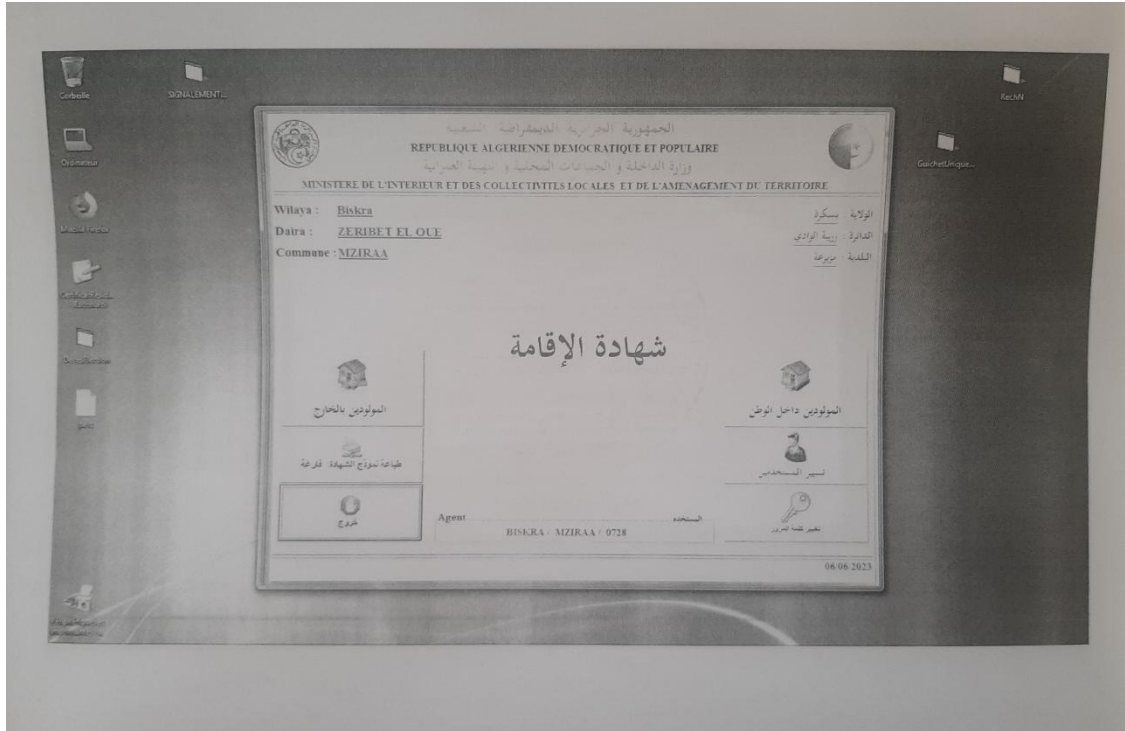 Corbeille
SIGNALEMENT...
RechN
Ordinateur
GuichetUnique...
الجمهورية الجزائرية الديمقراطية الشعبية
REPUBLIQUE ALGERIENNE DEMOCRATIQUE ET POPULAIRE
وزارة الداخلية و الجماعات المحلية و التهيئة العمرانية
MINISTERE DE L'INTERIEUR ET DES COLLECTIVITES LOCALES ET DE L'AMENAGEMENT DU TERRITOIRE
Wilaya : Biskra
الولاية : بسكرة
Daira : ZERIBET EL OUE
الدائرة : زريبة الوادي
Commune : MZIRAA
البلدية : مزيرعة
شهادة الإقامة
المولودين بالخارج
المولودين داخل الوطن
طباعة نموذج الشهادة فارغة
تسيير المستخدمين
خروج
Agent
المستخدم
BISKRA / MZIRAA / 0728
تغيير كلمة المرور
06/06/2023